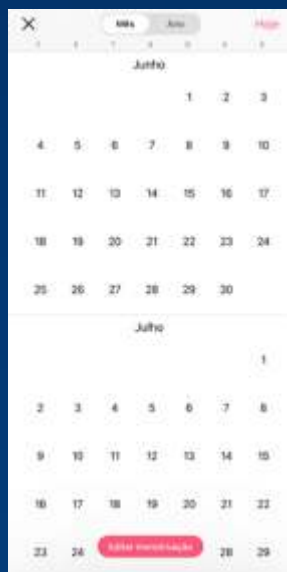 Mês Ano Hoje
D S T Q Q S S
Junho
1 2 3
4 5 6 7 8 9 10
11 12 13 14 15 16 17
18 19 20 21 22 23 24
25 26 27 28 29 30
Julho
1
2 3 4 5 6 7 8
9 10 11 12 13 14 15
16 17 18 19 20 21 22
23 24 Editar menstruação 28 29